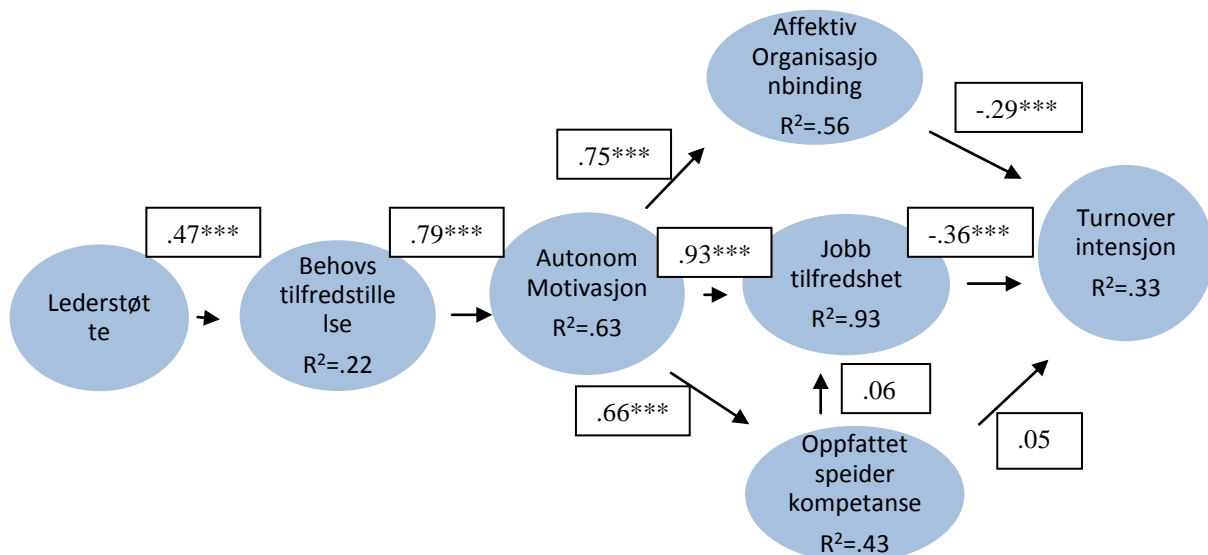 Affektiv
Organisasjo
nbinding
R²=.56
-.29***
.75***
.47***
.79***
.93***
-.36***
Turnover
intensjon
R²=.33
Lederstøt
te
Behovs
tilfredstille
lse
R²=.22
Autonom
Motivasjon
R²=.63
Jobb
tilfredshet
R²=.93
.66***
.06
.05
Oppfattet
speider
kompetanse
R²=.43